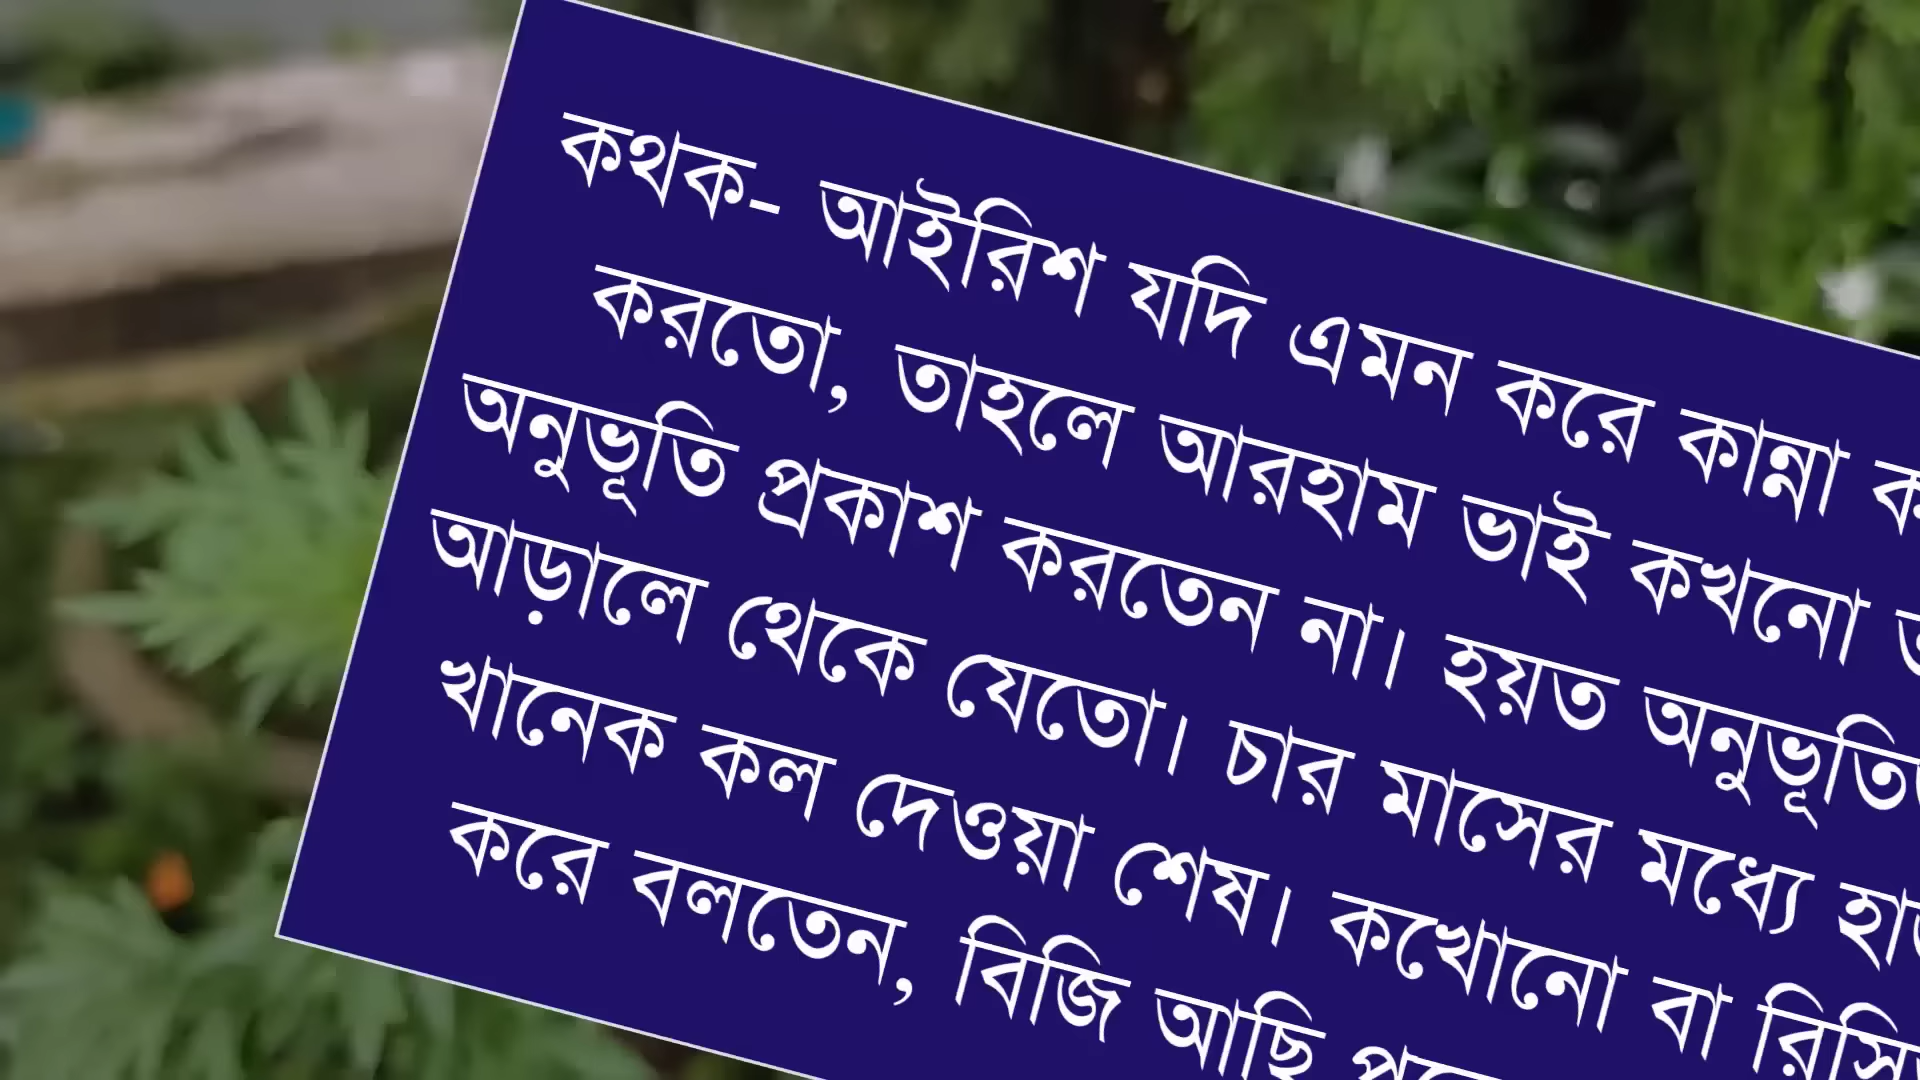 কথক- আইরিশ যদি এমন করে কান্না
করতো, তাহলে আরহাম ভাই কখনো
অনুভূতি প্রকাশ করতেন না। হয়ত
আড়ালে থেকে যেতো। চার মাসের মধ্যে
খানেক কল দেওয়া শেষ। কখোনো বা
করে বলতেন, বিজি আছি